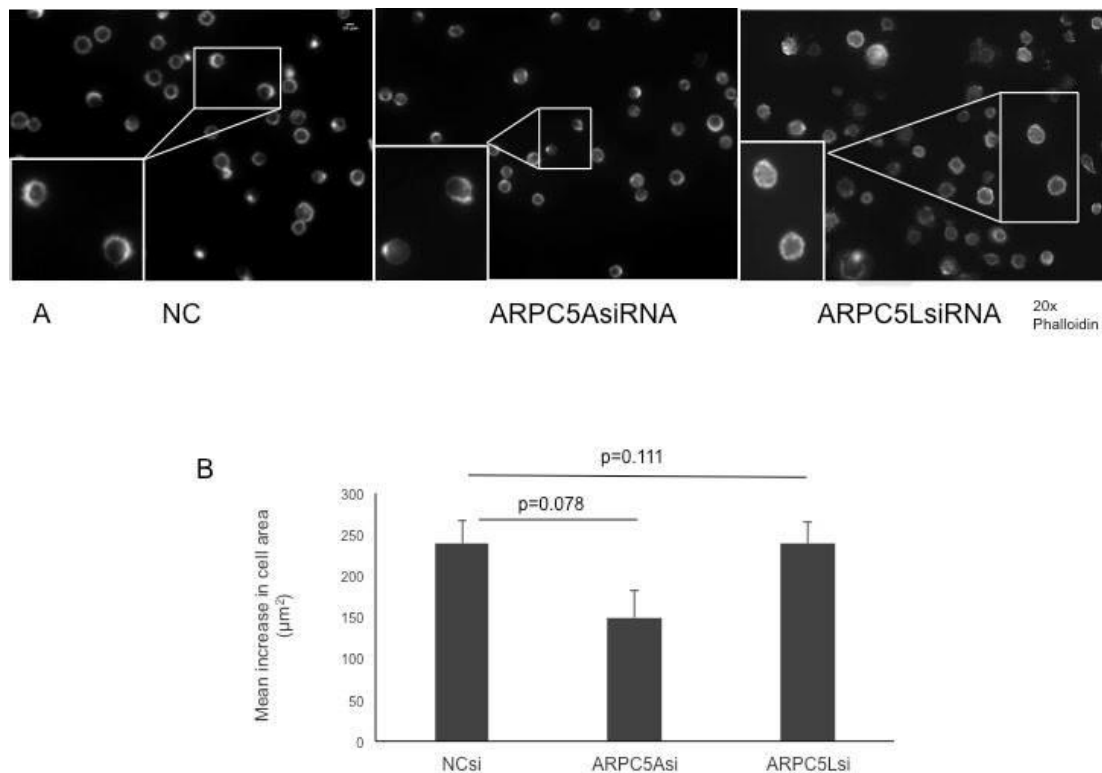 A
NC
ARPC5AsiRNA
ARPC5LsiRNA
20x
Phalloidin
B
p=0.111
p=0.078
Mean increase in cell area
(µm²)
300
250
200
150
100
50
0
NCsi
ARPC5Asi
ARPC5Lsi